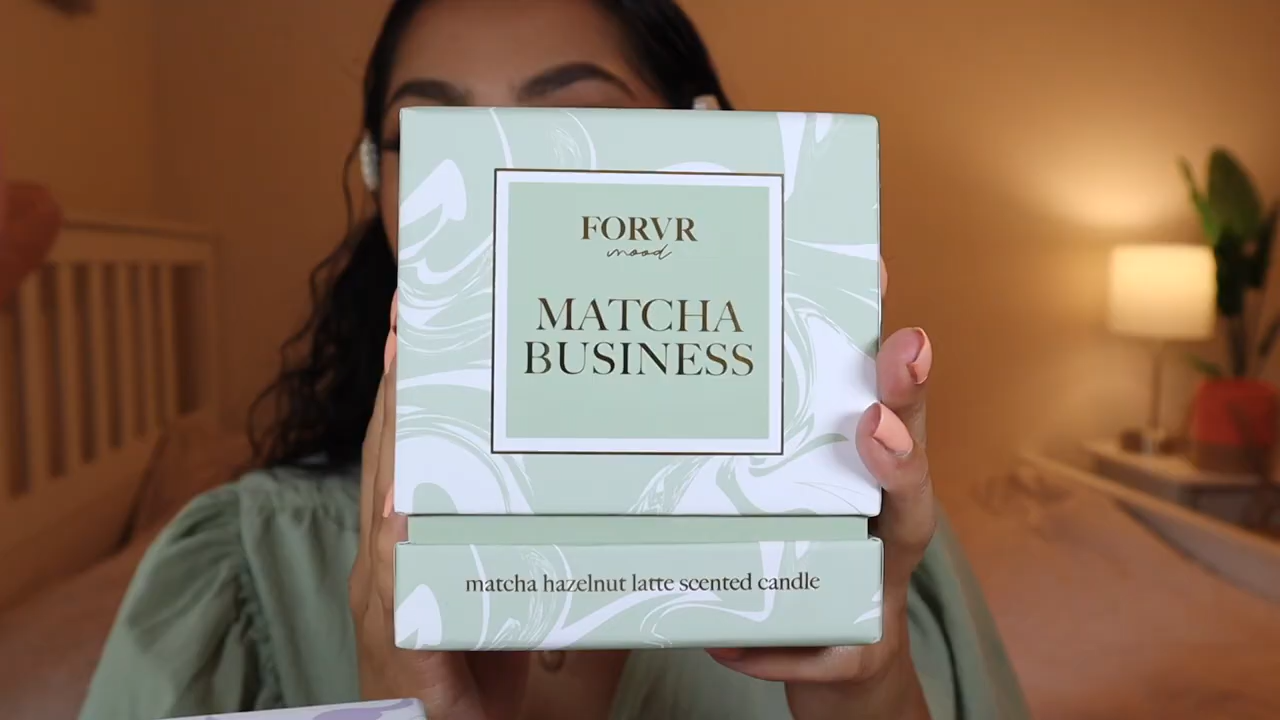 FORVR
mood
MATCHA
BUSINESS
matcha hazelnut latte scented candle